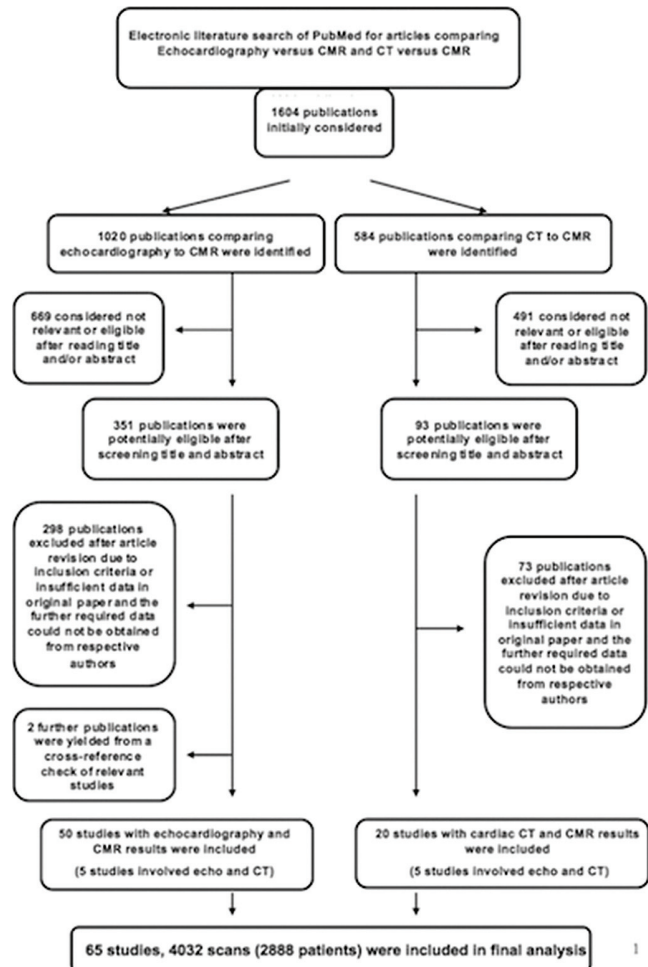 Electronic literature search of PubMed for articles comparing
Echocardiography versus CMR and CT versus CMR
1604 publications
initially considered
1020 publications comparing
echocardiography to CMR were identified
584 publications comparing CT to CMR
were identified
669 considered not
relevant or eligible
after reading title
and/or abstract
491 considered not
relevant or eligible
after reading title
and/or abstract
351 publications were
potentially eligible after
screening title and abstract
93 publications were
potentially eligible after
screening title and abstract
298 publications
excluded after article
revision due to
inclusion criteria or
insufficient data in
original paper and the
further required data
could not be obtained
from respective
authors
73 publications
excluded after article
revision due to
inclusion criteria or
insufficient data in
original paper and the
further required data
could not be obtained
from respective
authors
2 further publications
were yielded from a
cross-reference
check of relevant
studies
50 studies with echocardiography and
CMR results were included
(5 studies involved echo and CT)
20 studies with cardiac CT and CMR results
were included
(5 studies involved echo and CT)
65 studies, 4032 scans (2888 patients) were included in final analysis
1